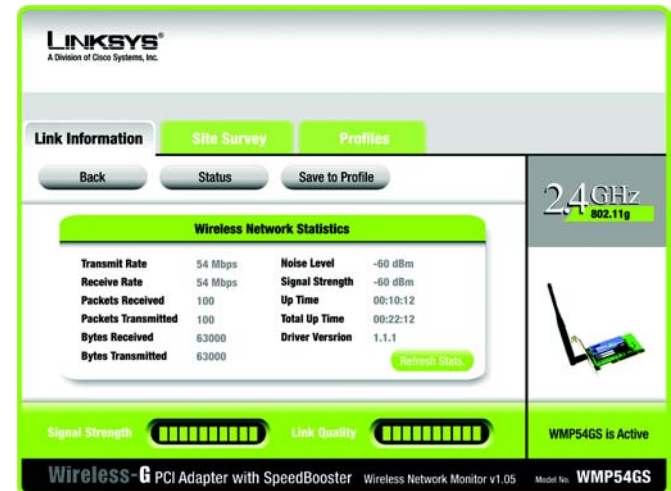 LINKSYS®
A Division of Cisco Systems, Inc.
Link Information
Site Survey
Profiles
Back
Status
Save to Profile
2.4 GHz
802.11g
Wireless Network Statistics
Transmit Rate 54 Mbps
Receive Rate 54 Mbps
Packets Received 100
Packets Transmitted 100
Bytes Received 63000
Bytes Transmitted 63000
Noise Level -60 dBm
Signal Strength -60 dBm
Up Time 00:10:12
Total Up Time 00:22:12
Driver Versrion 1.1.1
Refresh Stats.
Signal Strength
Link Quality
WMP54GS is Active
Wireless-G PCI Adapter with SpeedBooster Wireless Network Monitor v1.05 Model No. WMP54GS